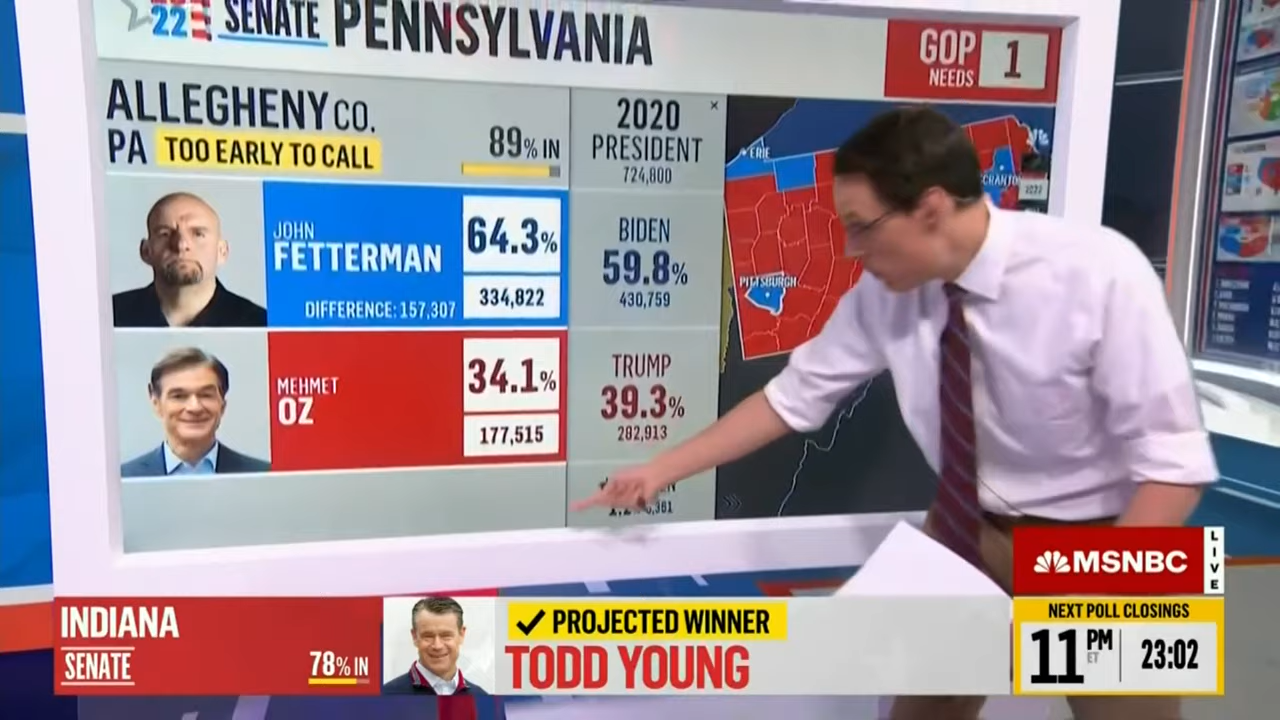 22 SENATE PENNSYLVANIA
GOP
NEEDS
1
ALLEGHENY CO.
PA TOO EARLY TO CALL
89% IN
JOHN
FETTERMAN
DIFFERENCE: 157,307
64.3%
334,822
MEHMET
OZ
34.1%
177,515
2020
PRESIDENT
724,800
BIDEN
59.8%
430,759
TRUMP
39.3%
282,913
ERIE
PITTSBURGH
SCRANTON
INDIANA
SENATE
78% IN
✓ PROJECTED WINNER
TODD YOUNG
MSNBC
LIVE
NEXT POLL CLOSINGS
11 PM ET
23:02